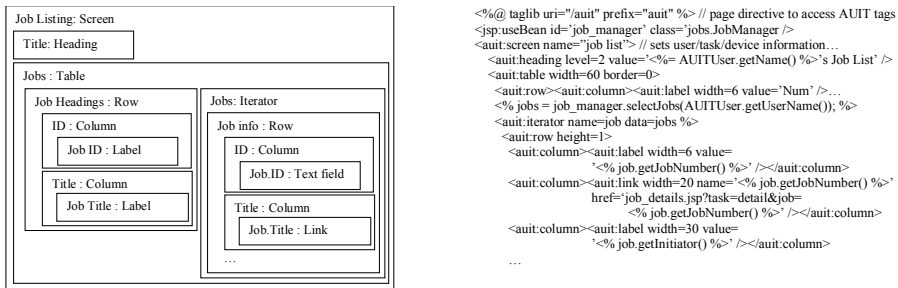 Job Listing: Screen
Title: Heading
Jobs : Table
Job Headings : Row
ID : Column
Job ID : Label
Title : Column
Job Title : Label
Jobs: Iterator
Job info : Row
ID : Column
Job.ID : Text field
Title : Column
Job.Title : Link
…
<%@ taglib uri="/auit" prefix="auit" %> // page directive to access AUIT tags
<jsp:useBean id='job_manager' class='jobs.JobManager />
<auit:screen name="job list"> // sets user/task/device information…
<auit:heading level=2 value='<%= AUITUser.getName() %>'s Job List' />
<auit:table width=60 border=0>
<auit:row><auit:column><auit:label width=6 value='Num' />…
<% jobs = job_manager.selectJobs(AUITUser.getUserName()); %>
<auit:iterator name=job data=jobs %>
<auit:row height=1>
<auit:column><auit:label width=6 value=
'<% job.getJobNumber() %>' /></auit:column>
<auit:column><auit:link width=20 name='<% job.getJobNumber() %>'
href='job_details.jsp?task=detail&job=
<% job.getJobNumber() %>' /></auit:column>
<auit:column><auit:label width=30 value=
'<% job.getInitiator() %>' /></auit:column>
…